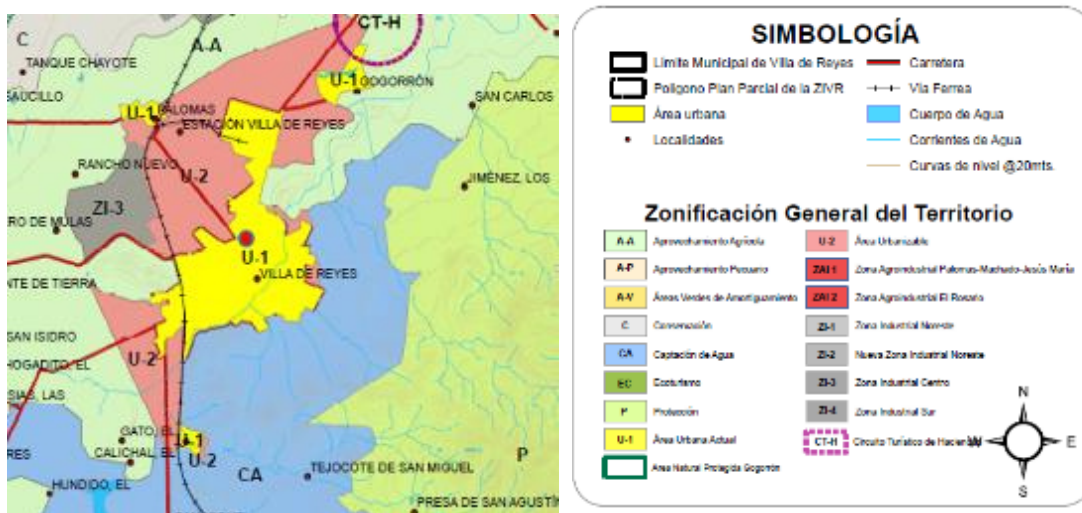 C
A-A
CT-H
TANQUE CHAYOTE
SAUCILLO
U-1
PALOMAS
ESTACIÓN VILLA DE REYES
U-1
GOGORRÓN
SAN CARLOS
RANCHO NUEVO
U-2
JIMÉNEZ, LOS
ZI-3
RO DE MULAS
U-1
VILLA DE REYES
NTE DE TIERRA
SAN ISIDRO
HOGADITO, EL
U-2
SIAS, LAS
GATO, EL
U-1
CALICHAL, EL
U-2
RES
CA
TEJOCOTE DE SAN MIGUEL
P
HUNDIDO, EL
PRESA DE SAN AGUSTÍN
SIMBOLOGÍA
Límite Municipal de Villa de Reyes
Carretera
Polígono Plan Parcial de la ZIVR
Vía Ferrea
Área urbana
Cuerpo de Agua
Localidades
Corrientes de Agua
Curvas de nivel @20mts.
Zonificación General del Territorio
A-A Aprovechamiento Agrícola
U-2 Área Urbanizable
A-P Aprovechamiento Pecuario
ZAI 1 Zona Agroindustrial Palomas-Machado-Jesús María
A-V Áreas Verdes de Amortiguamiento
ZAI 2 Zona Agroindustrial El Rosario
C Conservación
ZI-1 Zona Industrial Noreste
CA Captación de Agua
ZI-2 Nueva Zona Industrial Noreste
EC Ecoturismo
ZI-3 Zona Industrial Centro
P Protección
ZI-4 Zona Industrial Sur
U-1 Área Urbana Actual
CT-H Circuito Turístico de Haciendas
Área Natural Protegida Gogorrón
N
W
E
S